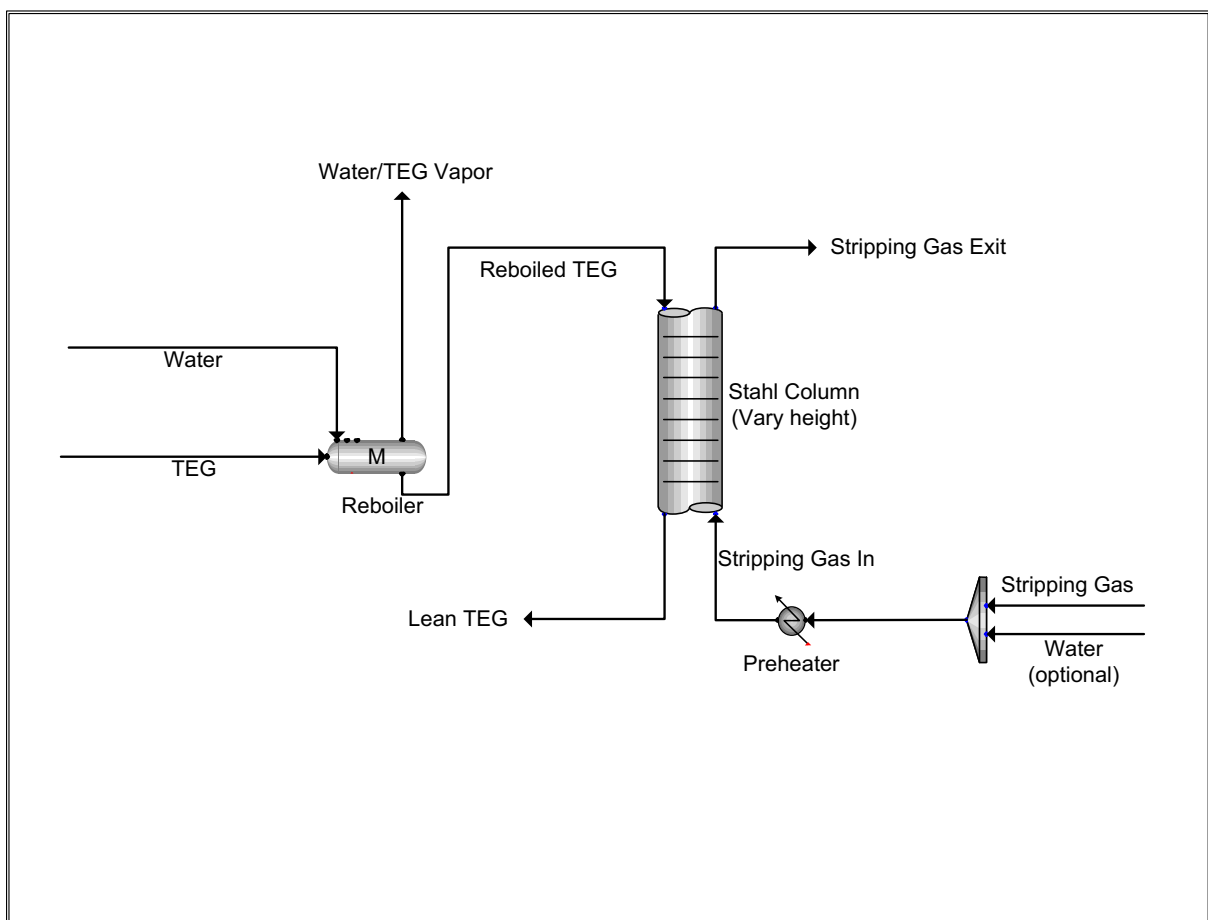 Water/TEG Vapor
Reboiled TEG
Stripping Gas Exit
Water
TEG
M
Reboiler
Stahl Column
(Vary height)
Stripping Gas In
Lean TEG
Preheater
Stripping Gas
Water
(optional)